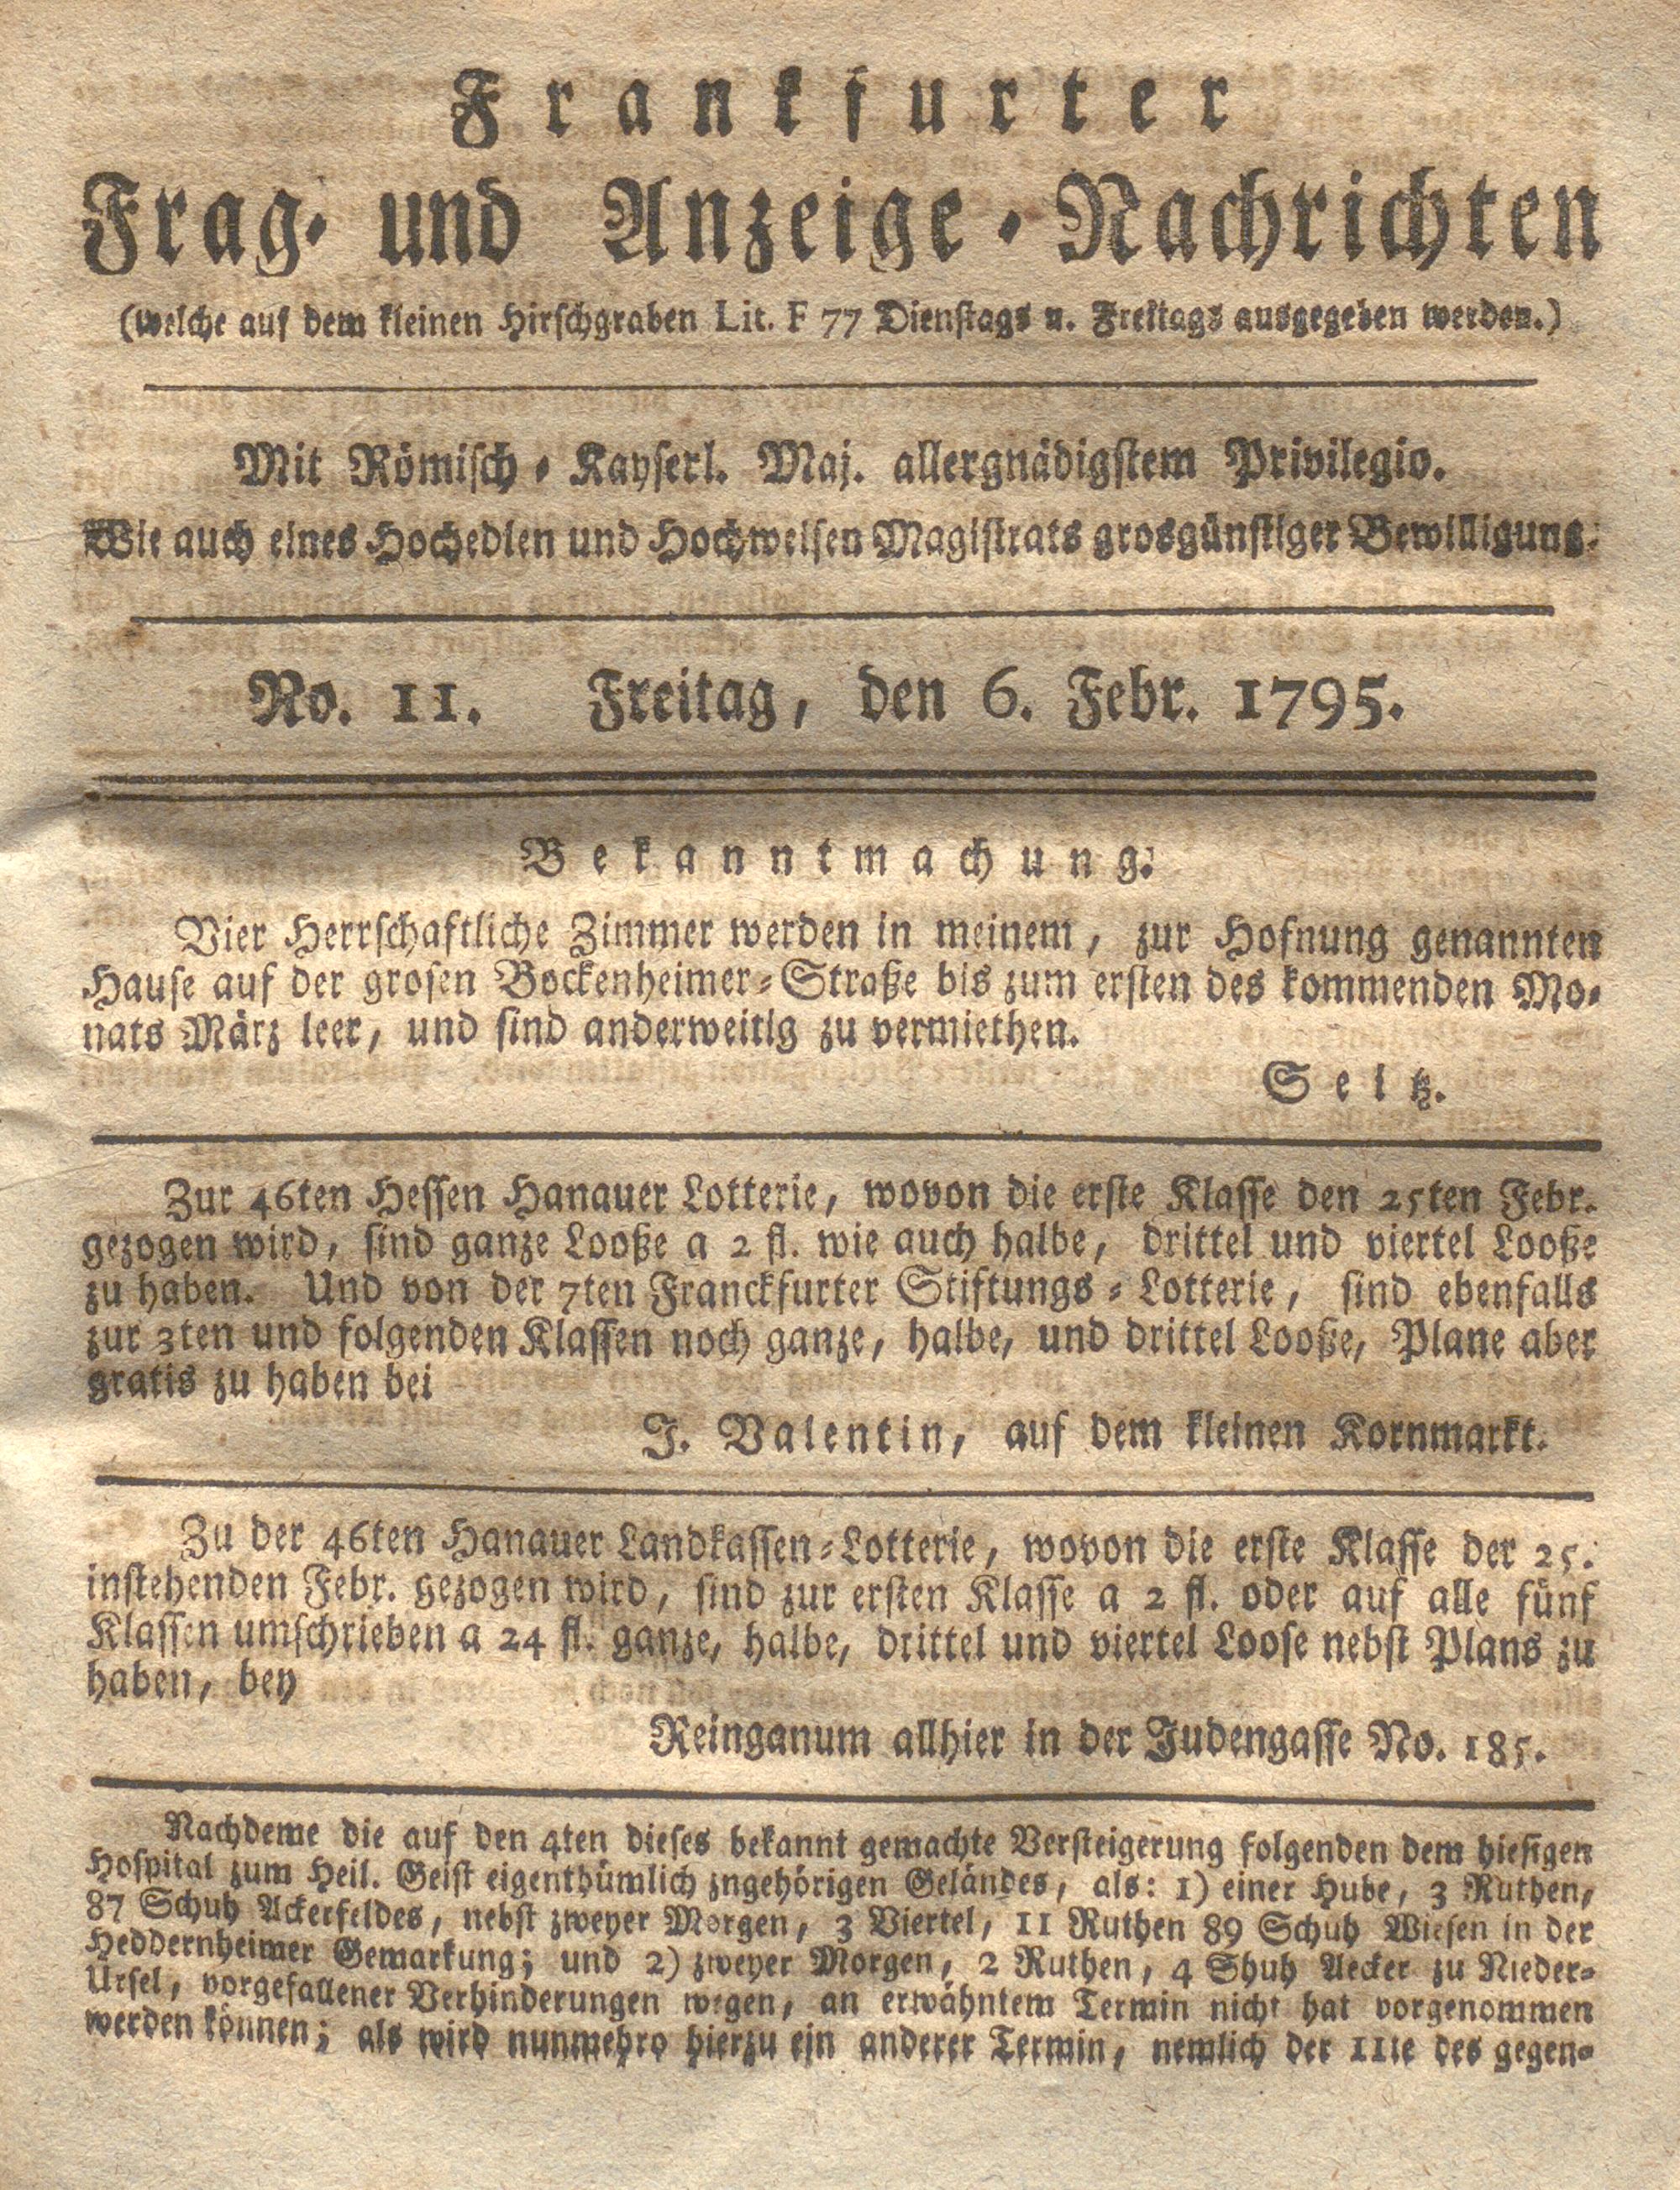 Frankfurter
Frag- und Anzeige-Nachrichten
(welche auf dem kleinen Hirschgraben Lit. F 77 Dienstags u. Freitags ausgegeben werden.)
Mit Römisch-Kayserl. Maj. allergnädigstem Privilegio.
Wie auch eines Hochedlen und Hochweisen Magistrats grosgünstiger Bewilligung.
No. 11. Freitag, den 6. Febr. 1795.
Bekanntmachung.
Vier Herrschaftliche Zimmer werden in meinem, zur Hofnung genannten
Hause auf der grosen Bockenheimer-Straße bis zum ersten des kommenden Mo-
nats März leer, und sind anderweitig zu vermiethen.
Seitz.
Zur 46ten Hessen Hanauer Lotterie, wovon die erste Klasse den 25ten Febr.
gezogen wird, sind ganze Looße a 2 fl. wie auch halbe, drittel und viertel Looße
zu haben. Und von der 7ten Franckfurter Stiftungs-Lotterie, sind ebenfalls
zur 3ten und folgenden Klassen noch ganze, halbe, und drittel Looße, Plane aber
gratis zu haben bei
J. Valentin, auf dem kleinen Kornmarkt.
Zu der 46ten Hanauer Landkassen-Lotterie, wovon die erste Klasse der 25.
instehenden Febr. gezogen wird, sind zur ersten Klasse a 2 fl. oder auf alle fünf
Klassen umschrieben a 24 fl. ganze, halbe, drittel und viertel Loose nebst Plans zu
haben, bey
Reinganum allhier in der Judengasse No. 185.
Nachdeme die auf den 4ten dieses bekannt gemachte Versteigerung folgenden dem hiesigen
Hospital zum Heil. Geist eigenthümlich zngehörigen Geländes, als: 1) einer Hube, 3 Ruthen,
87 Schuh Ackerfeldes, nebst zweyer Morgen, 3 Viertel, 11 Ruthen 89 Schuh Wiesen in der
Heddernheimer Gemarkung; und 2) zweyer Morgen, 2 Ruthen, 4 Shuh Aecker zu Nieder-
Ursel, vorgefallener Verhinderungen wegen, an erwähntem Termin nicht hat vorgenommen
werden können; als wird nunmehro hierzu ein anderer Termin, nemlich der 11te des gegen-